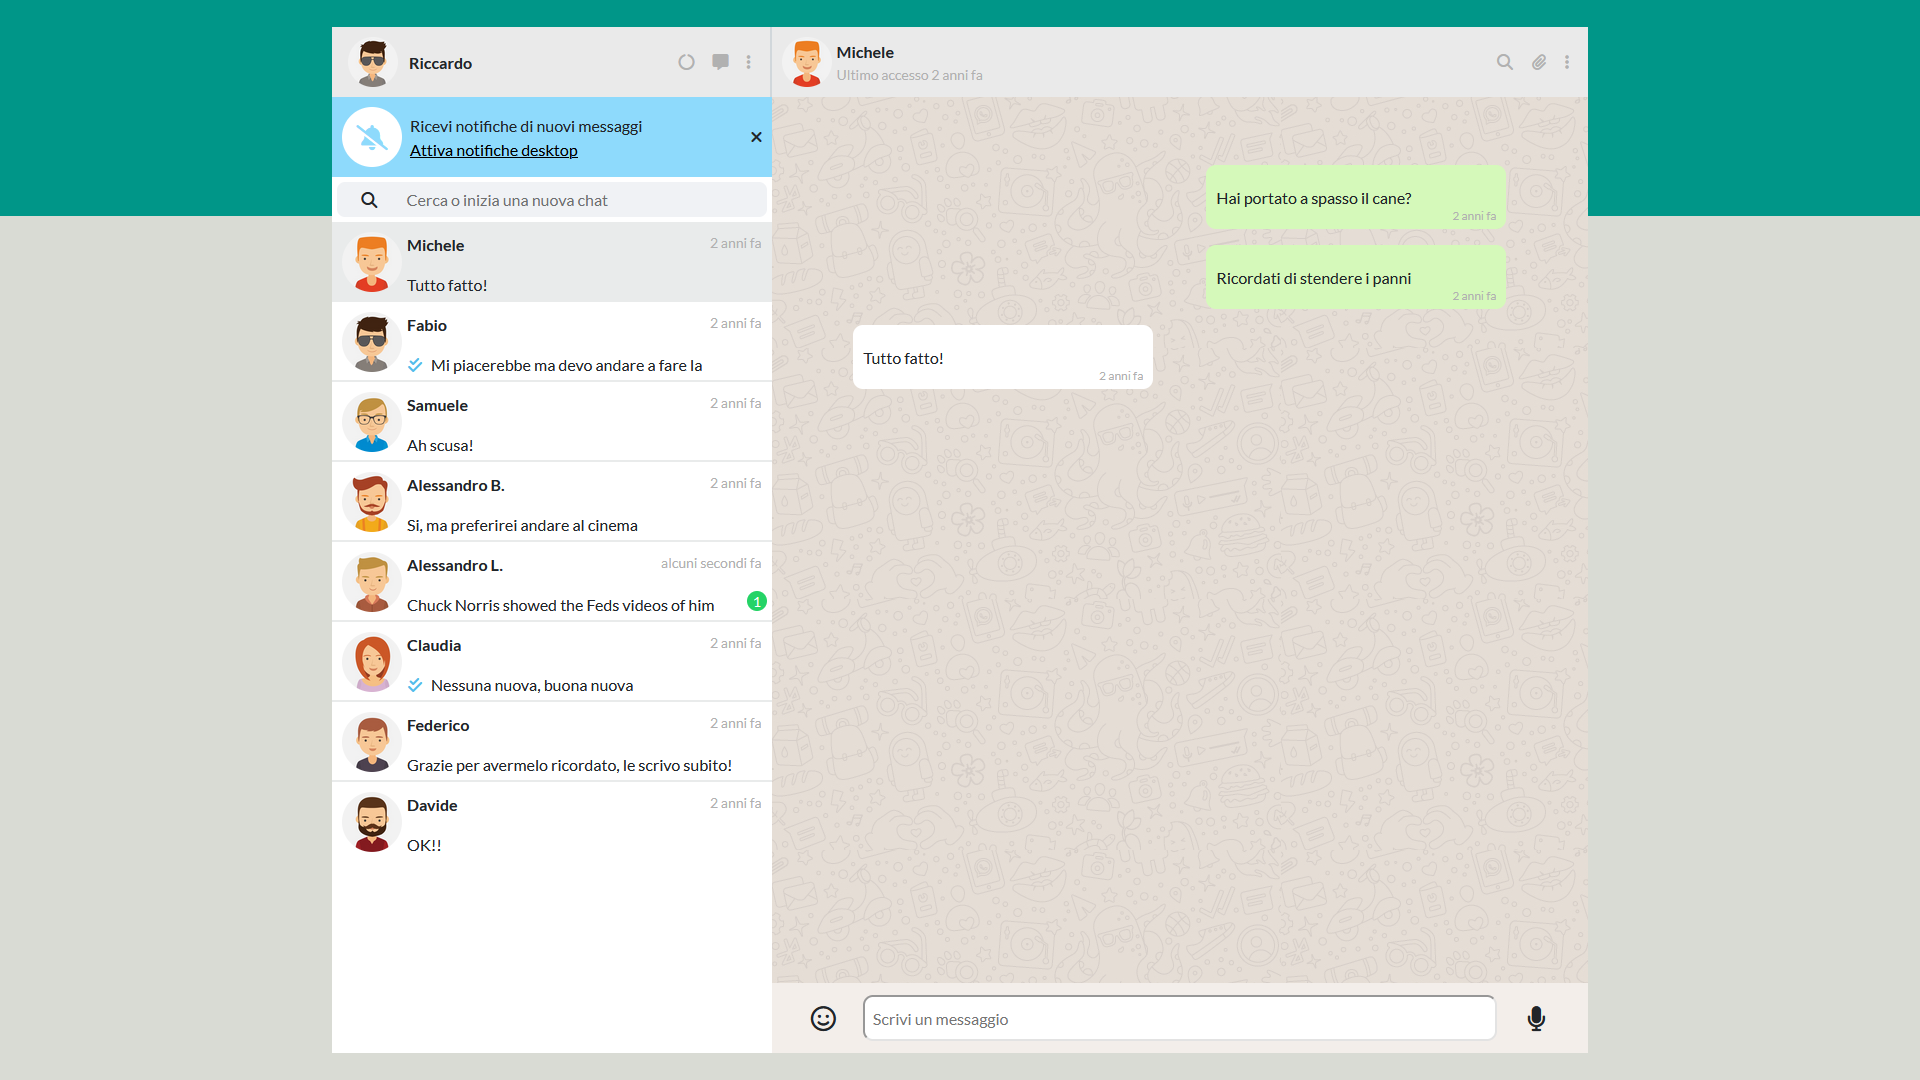 Riccardo
Ricevi notifiche di nuovi messaggi
Attiva notifiche desktop
Cerca o inizia una nuova chat
Michele 2 anni fa
Tutto fatto!
Fabio 2 anni fa
Mi piacerebbe ma devo andare a fare la
Samuele 2 anni fa
Ah scusa!
Alessandro B. 2 anni fa
Si, ma preferirei andare al cinema
Alessandro L. alcuni secondi fa
Chuck Norris showed the Feds videos of him 1
Claudia 2 anni fa
Nessuna nuova, buona nuova
Federico 2 anni fa
Grazie per avermelo ricordato, le scrivo subito!
Davide 2 anni fa
OK!!
Michele
Ultimo accesso 2 anni fa
Hai portato a spasso il cane?
2 anni fa
Ricordati di stendere i panni
2 anni fa
Tutto fatto!
2 anni fa
Scrivi un messaggio